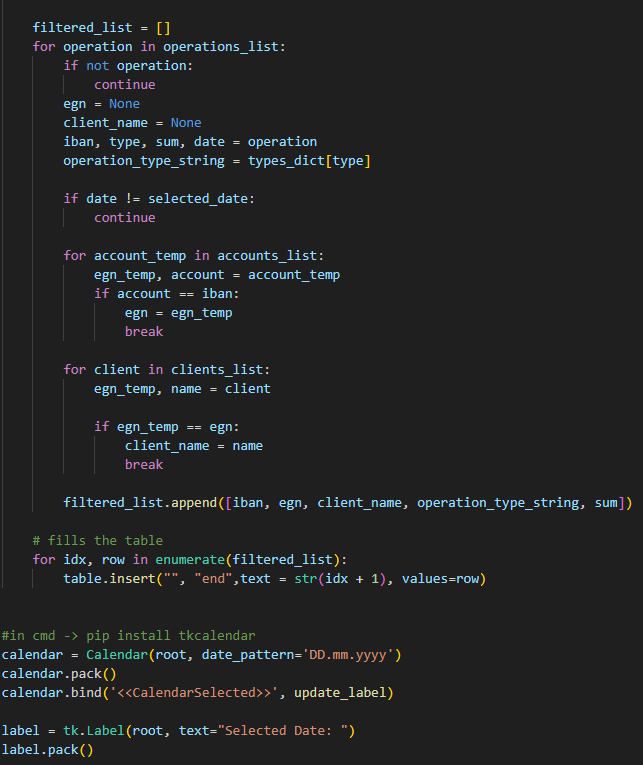 filtered_list = []
for operation in operations_list:
if not operation:
continue
egn = None
client_name = None
iban, type, sum, date = operation
operation_type_string = types_dict[type]
if date != selected_date:
continue
for account_temp in accounts_list:
egn_temp, account = account_temp
if account == iban:
egn = egn_temp
break
for client in clients_list:
egn_temp, name = client
if egn_temp == egn:
client_name = name
break
filtered_list.append([iban, egn, client_name, operation_type_string, sum])
# fills the table
for idx, row in enumerate(filtered_list):
table.insert("", "end",text = str(idx + 1), values=row)
#in cmd -> pip install tkcalendar
calendar = Calendar(root, date_pattern='DD.mm.yyyy')
calendar.pack()
calendar.bind('<<CalendarSelected>>', update_label)
label = tk.Label(root, text="Selected Date: ")
label.pack()